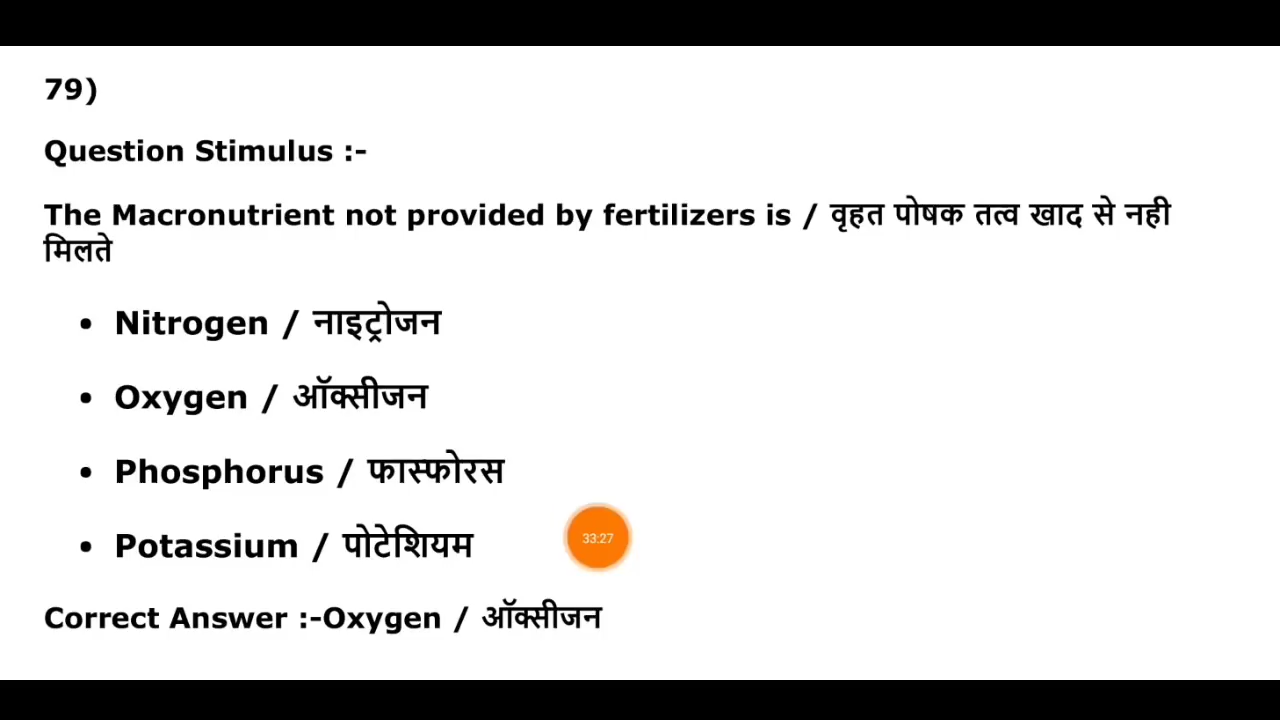 79)
Question Stimulus :-
The Macronutrient not provided by fertilizers is / वृहत पोषक तत्व खाद से नही
मिलते
• Nitrogen / नाइट्रोजन
• Oxygen / ऑक्सीजन
• Phosphorus / फास्फोरस
• Potassium / पोटेशियम
33:27
Correct Answer :-Oxygen / ऑक्सीजन